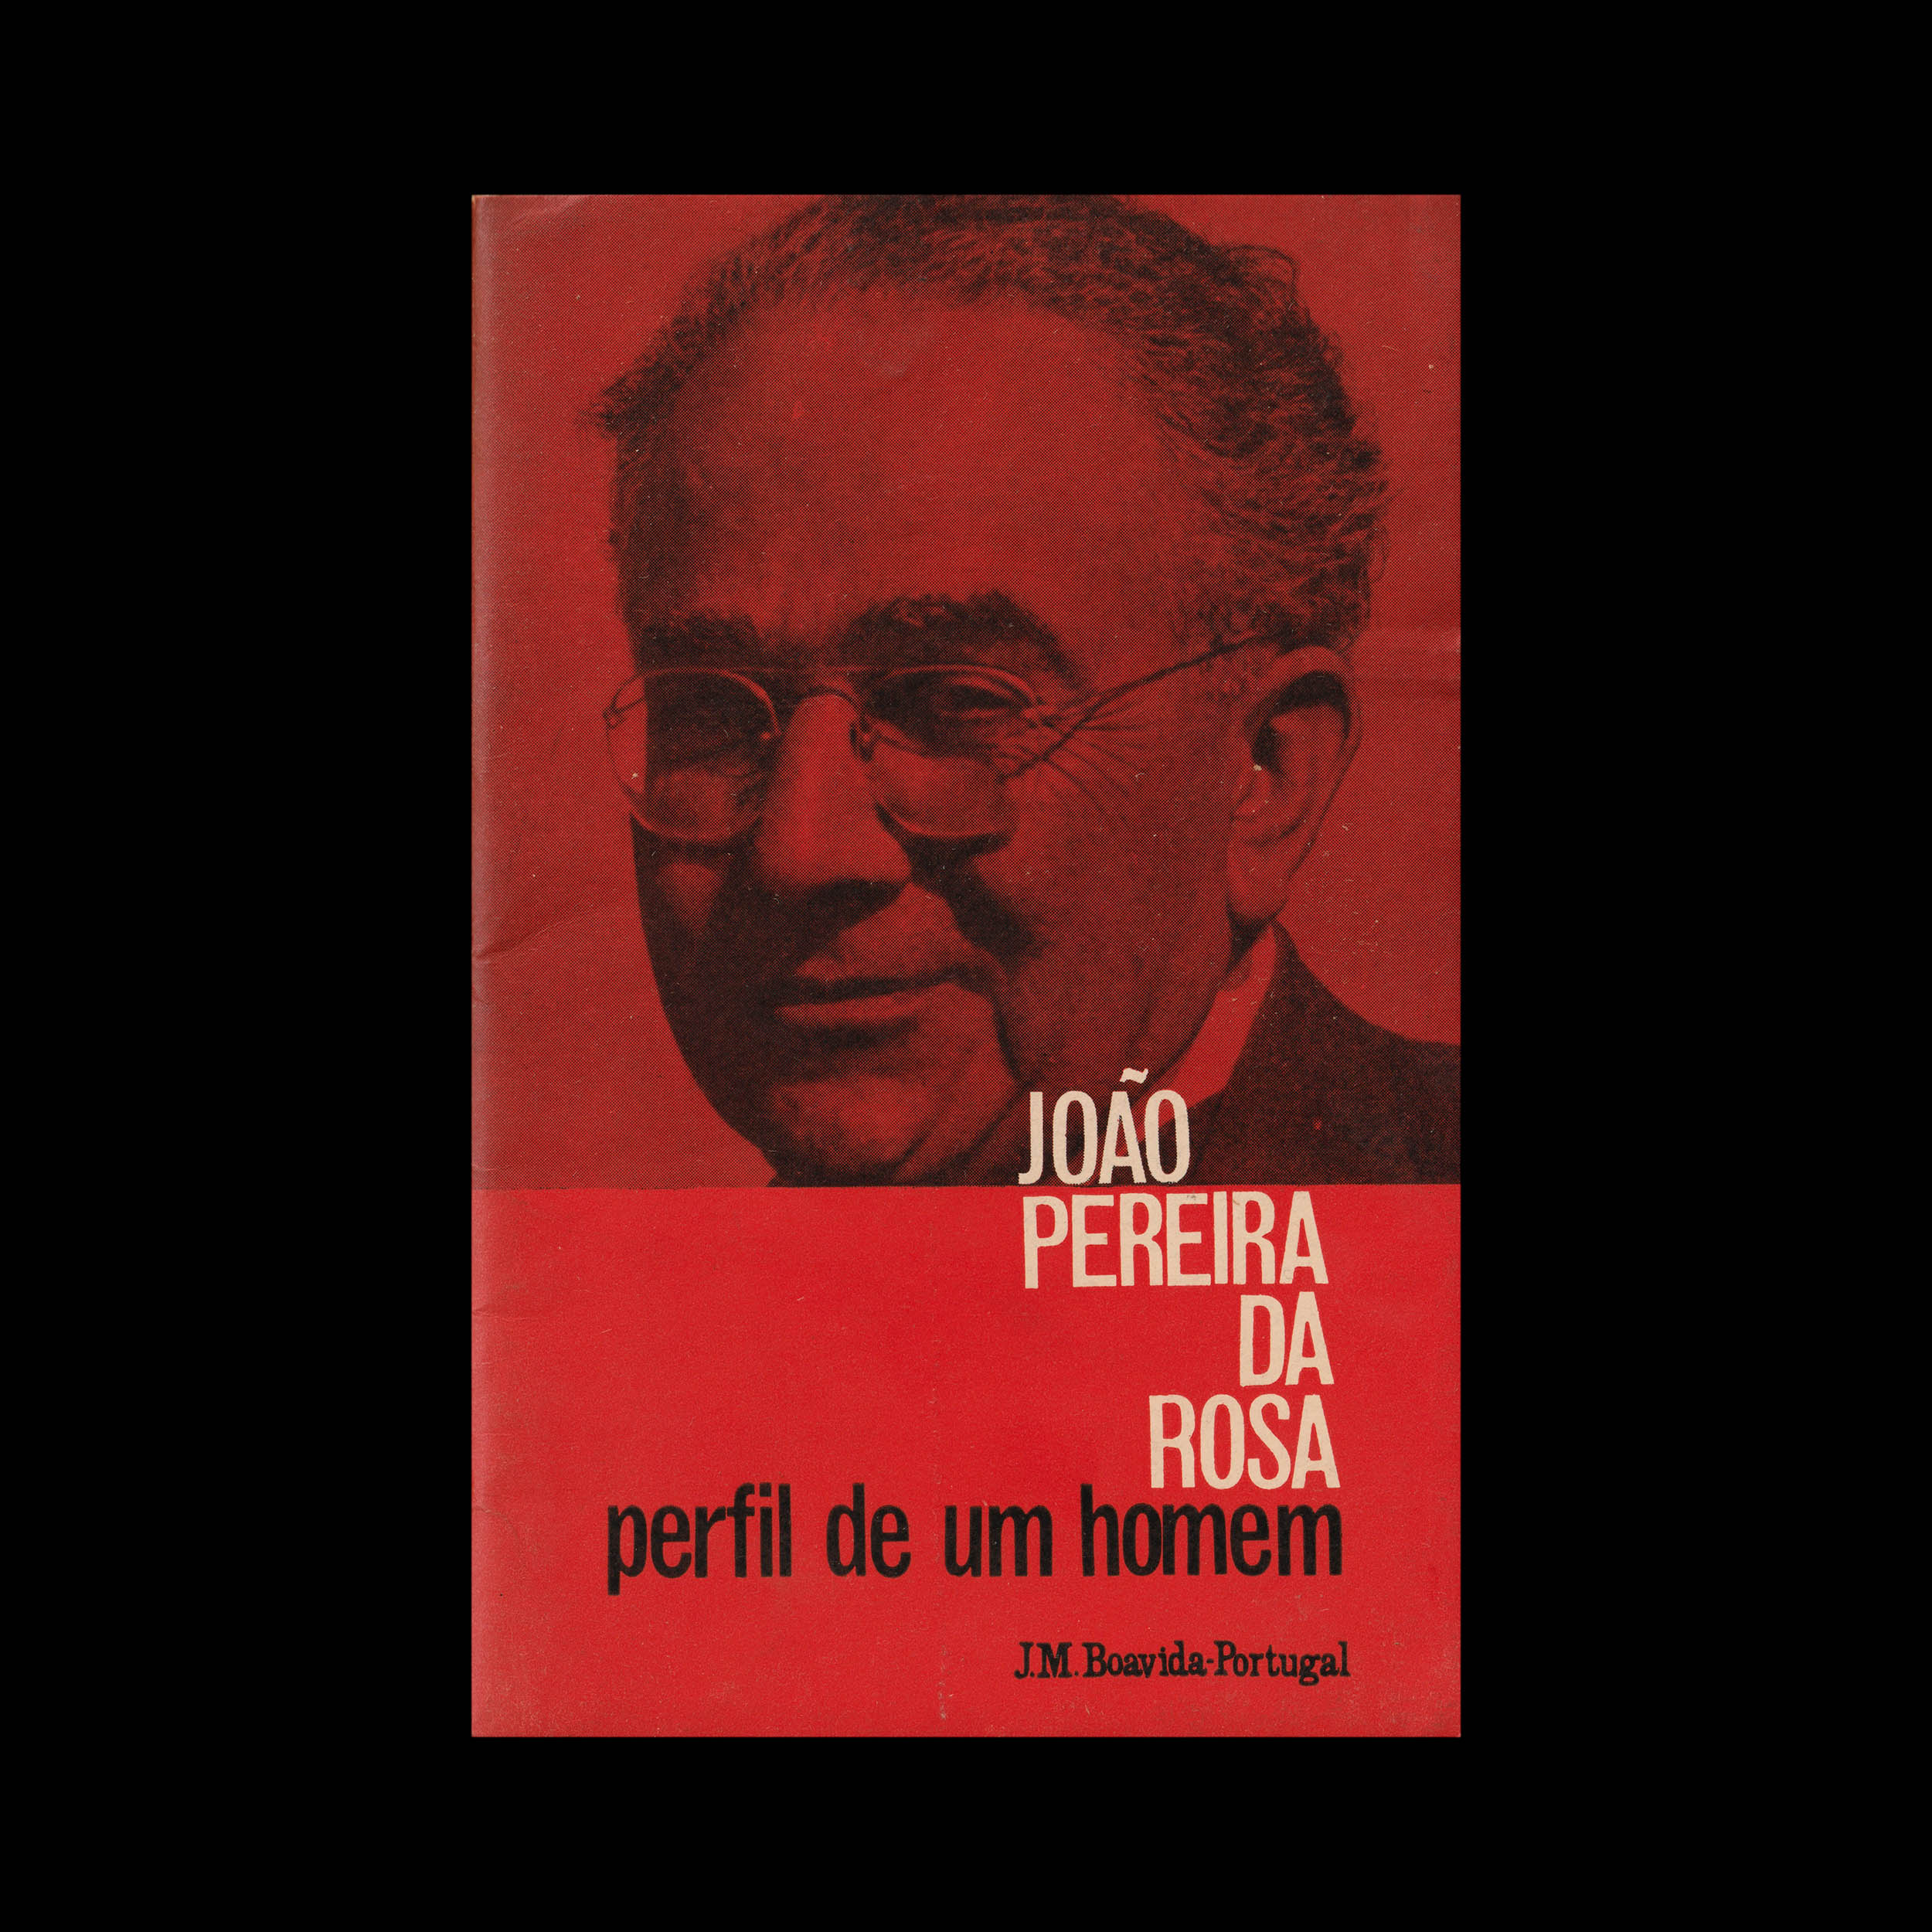 JOÃO
PEREIRA
DA
ROSA
perfil de um homem
J.M. Boavida-Portugal